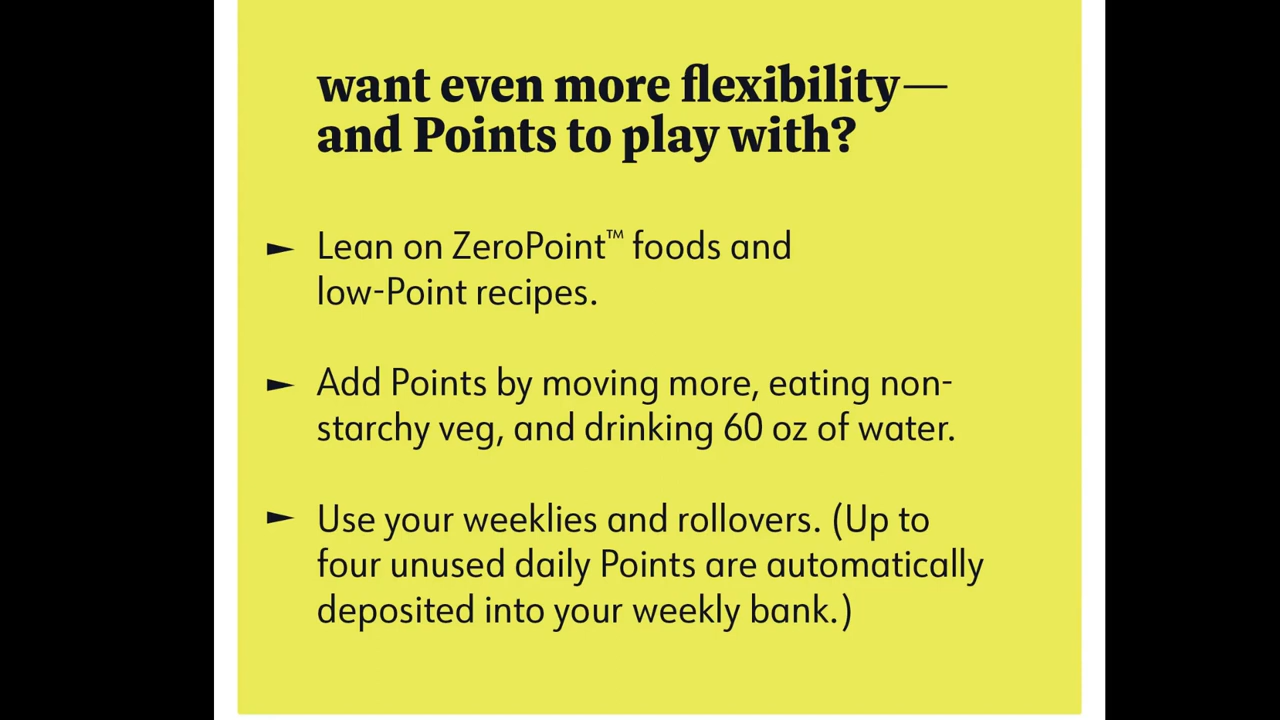 want even more flexibility—
and Points to play with?
► Lean on ZeroPoint™ foods and
low-Point recipes.
► Add Points by moving more, eating non-
starchy veg, and drinking 60 oz of water.
► Use your weeklies and rollovers. (Up to
four unused daily Points are automatically
deposited into your weekly bank.)